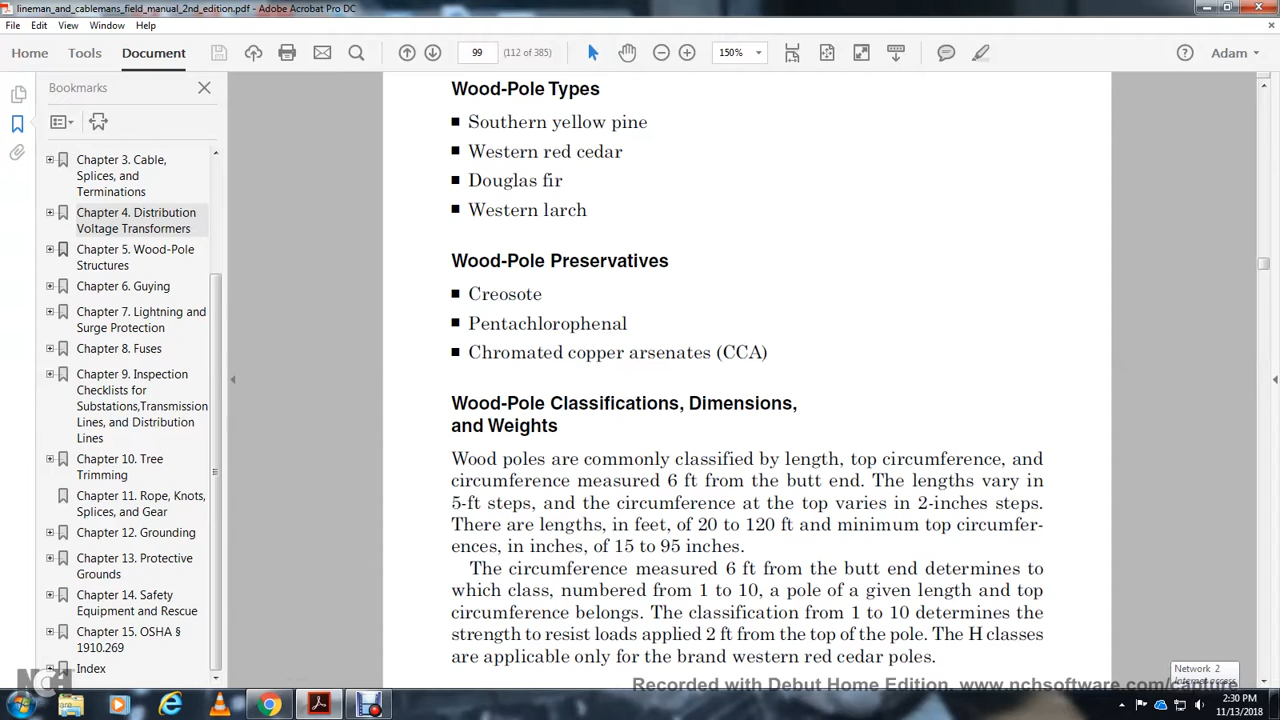 lineman_and_cablemans_field_manual_2nd_edition.pdf - Adobe Acrobat Pro DC
File Edit View Window Help
Home Tools Document 99 (112 of 385) 150% Adam
Bookmarks
Chapter 3. Cable,
Splices, and
Terminations
Chapter 4. Distribution
Voltage Transformers
Chapter 5. Wood-Pole
Structures
Chapter 6. Guying
Chapter 7. Lightning and
Surge Protection
Chapter 8. Fuses
Chapter 9. Inspection
Checklists for
Substations,Transmission
Lines, and Distribution
Lines
Chapter 10. Tree
Trimming
Chapter 11. Rope, Knots,
Splices, and Gear
Chapter 12. Grounding
Chapter 13. Protective
Grounds
Chapter 14. Safety
Equipment and Rescue
Chapter 15. OSHA §
1910.269
Index
Wood-Pole Types
■ Southern yellow pine
■ Western red cedar
■ Douglas fir
■ Western larch
Wood-Pole Preservatives
■ Creosote
■ Pentachlorophenal
■ Chromated copper arsenates (CCA)
Wood-Pole Classifications, Dimensions,
and Weights
Wood poles are commonly classified by length, top circumference, and
circumference measured 6 ft from the butt end. The lengths vary in
5-ft steps, and the circumference at the top varies in 2-inches steps.
There are lengths, in feet, of 20 to 120 ft and minimum top circumfer-
ences, in inches, of 15 to 95 inches.
The circumference measured 6 ft from the butt end determines to
which class, numbered from 1 to 10, a pole of a given length and top
circumference belongs. The classification from 1 to 10 determines the
strength to resist loads applied 2 ft from the top of the pole. The H classes
are applicable only for the brand western red cedar poles.
Network 2
Internet access
NCH
Recorded with Debut Home Edition. www.nchsoftware.com/capture
2:30 PM
11/13/2018